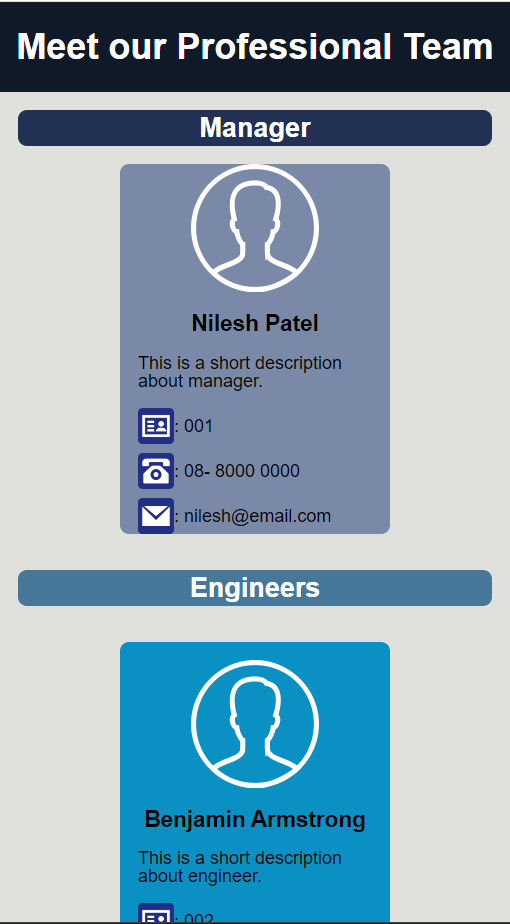 Meet our Professional Team
Manager
Nilesh Patel
This is a short description
about manager.
: 001
: 08- 8000 0000
: nilesh@email.com
Engineers
Benjamin Armstrong
This is a short description
about engineer.
: 002